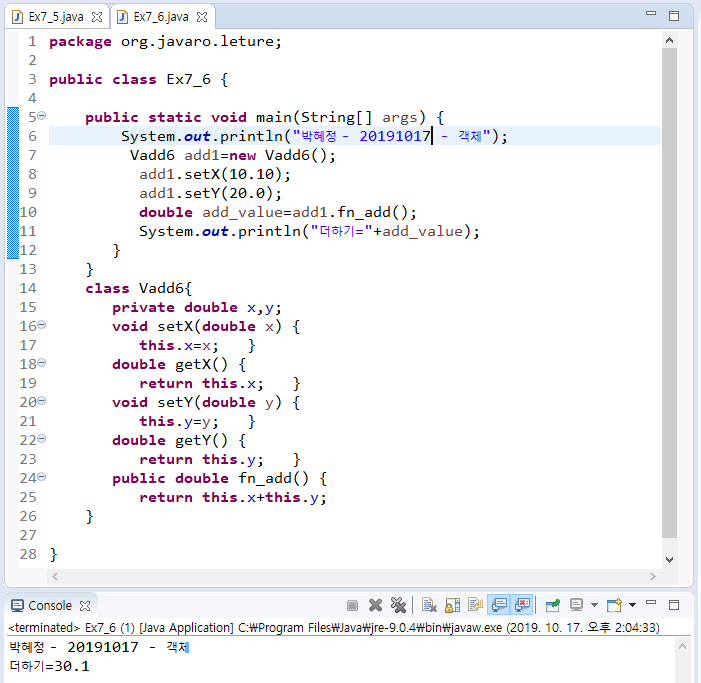 Ex7_5.java Ex7_6.java
1 package org.javaro.leture;
2
3 public class Ex7_6 {
4
5 public static void main(String[] args) {
6 System.out.println("박혜정 - 20191017 - 객체");
7 Vadd6 add1=new Vadd6();
8 add1.setX(10.10);
9 add1.setY(20.0);
10 double add_value=add1.fn_add();
11 System.out.println("더하기="+add_value);
12 }
13 }
14 class Vadd6{
15 private double x,y;
16 void setX(double x) {
17 this.x=x; }
18 double getX() {
19 return this.x; }
20 void setY(double y) {
21 this.y=y; }
22 double getY() {
23 return this.y; }
24 public double fn_add() {
25 return this.x+this.y;
26 }
27
28 }
Console
<terminated> Ex7_6 (1) [Java Application] C:₩Program Files₩Java₩jre-9.0.4₩bin₩javaw.exe (2019. 10. 17. 오후 2:04:33)
박혜정 - 20191017 - 객체
더하기=30.1